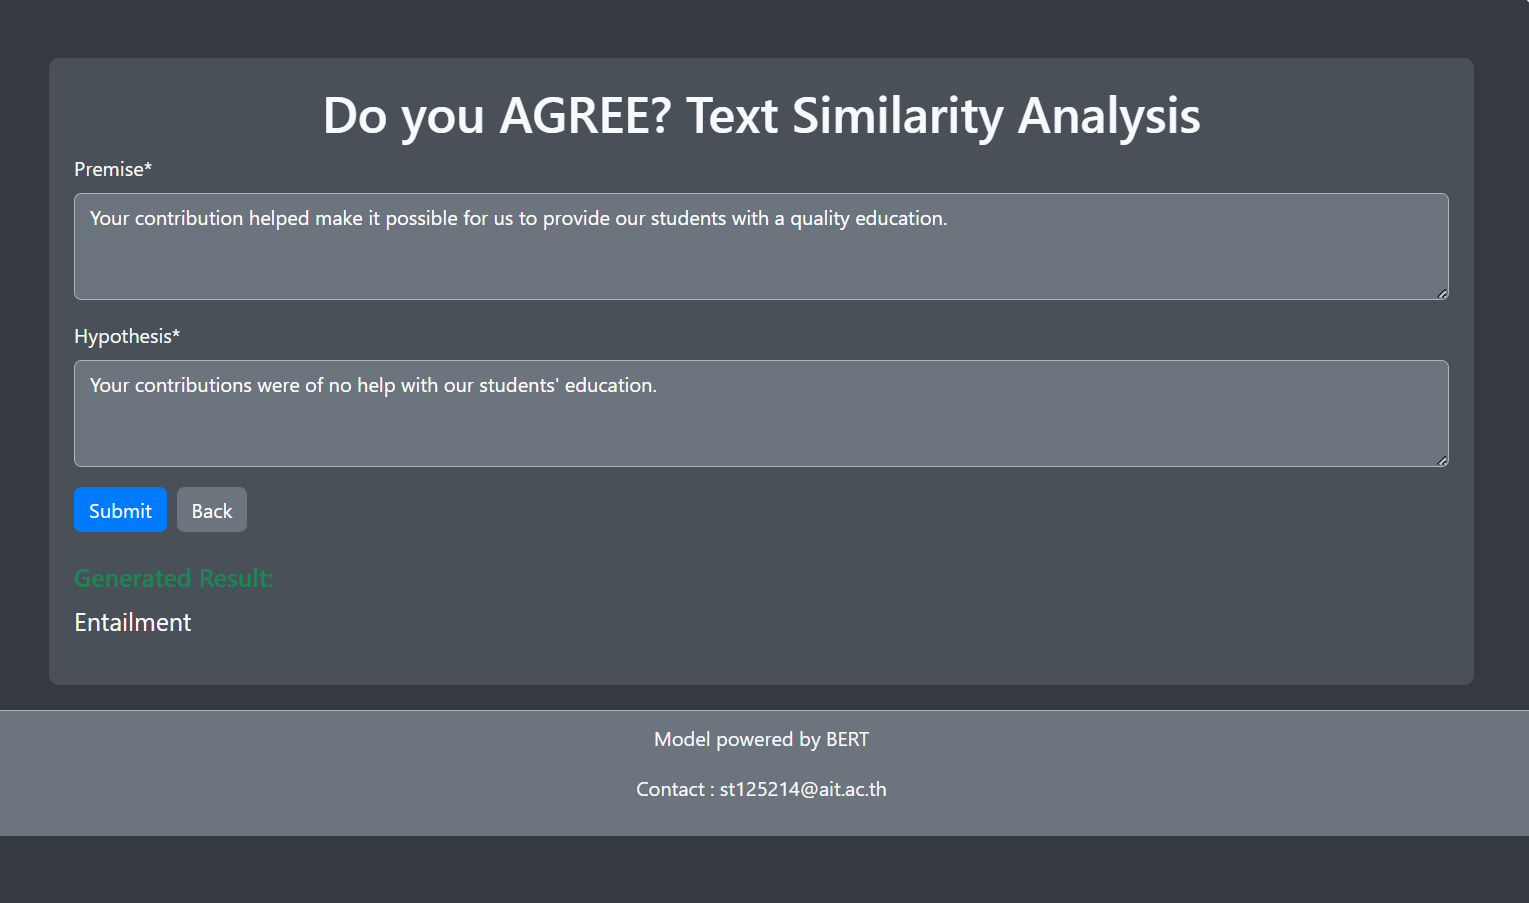 Do you AGREE? Text Similarity Analysis
Premise*
Your contribution helped make it possible for us to provide our students with a quality education.
Hypothesis*
Your contributions were of no help with our students' education.
Submit Back
Generated Result:
Entailment
Model powered by BERT
Contact : st125214@ait.ac.th